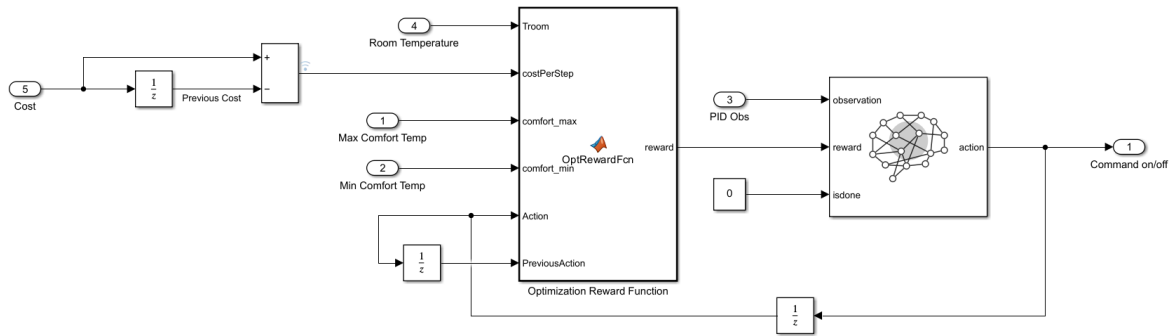 5
Cost
1
z
Previous Cost
+
−
4
Room Temperature
1
Max Comfort Temp
2
Min Comfort Temp
1
z
Troom
costPerStep
comfort_max
comfort_min
Action
PreviousAction
OptRewardFcn
reward
Optimization Reward Function
3
PID Obs
0
observation
reward
isdone
action
1
Command on/off
1
z